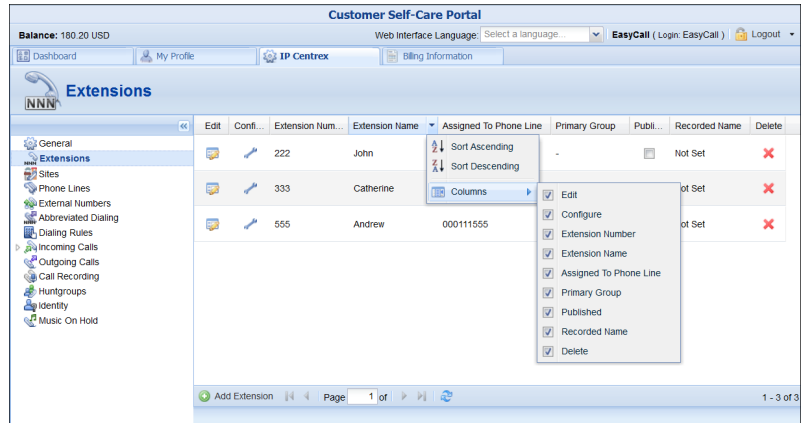 Customer Self-Care Portal
Balance: 180.20 USD Web Interface Language: Select a language... EasyCall ( Login: EasyCall ) Logout
Dashboard My Profile IP Centrex Billing Information
NNN Extensions
Edit Confi... Extension Num... Extension Name Assigned To Phone Line Primary Group Publi... Recorded Name Delete
General
Extensions
Sites
Phone Lines
External Numbers
Abbreviated Dialing
Dialing Rules
Incoming Calls
Outgoing Calls
Call Recording
Huntgroups
Identity
Music On Hold
222 John - Not Set
333 Catherine ot Set
555 Andrew 000111555 ot Set
Sort Ascending
Sort Descending
Columns
Edit
Configure
Extension Number
Extension Name
Assigned To Phone Line
Primary Group
Published
Recorded Name
Delete
Add Extension Page 1 of 1 - 3 of 3